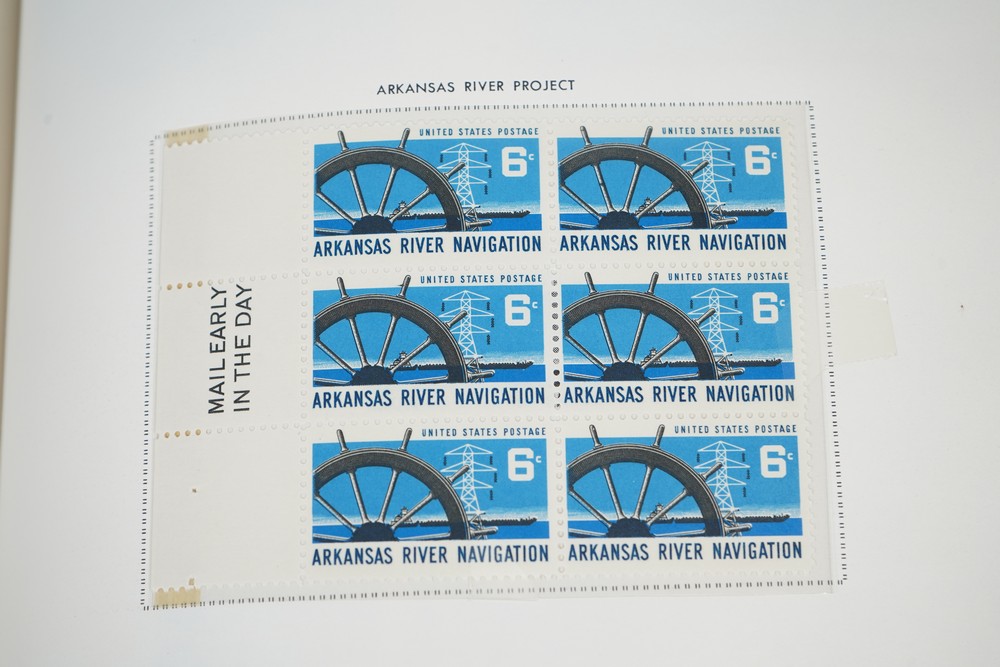 ARKANSAS RIVER PROJECT
MAIL EARLY
IN THE DAY
UNITED STATES POSTAGE
6c
ARKANSAS RIVER NAVIGATION
UNITED STATES POSTAGE
6c
ARKANSAS RIVER NAVIGATION
UNITED STATES POSTAGE
6c
ARKANSAS RIVER NAVIGATION
UNITED STATES POSTAGE
6c
ARKANSAS RIVER NAVIGATION
UNITED STATES POSTAGE
6c
ARKANSAS RIVER NAVIGATION
UNITED STATES POSTAGE
6c
ARKANSAS RIVER NAVIGATION